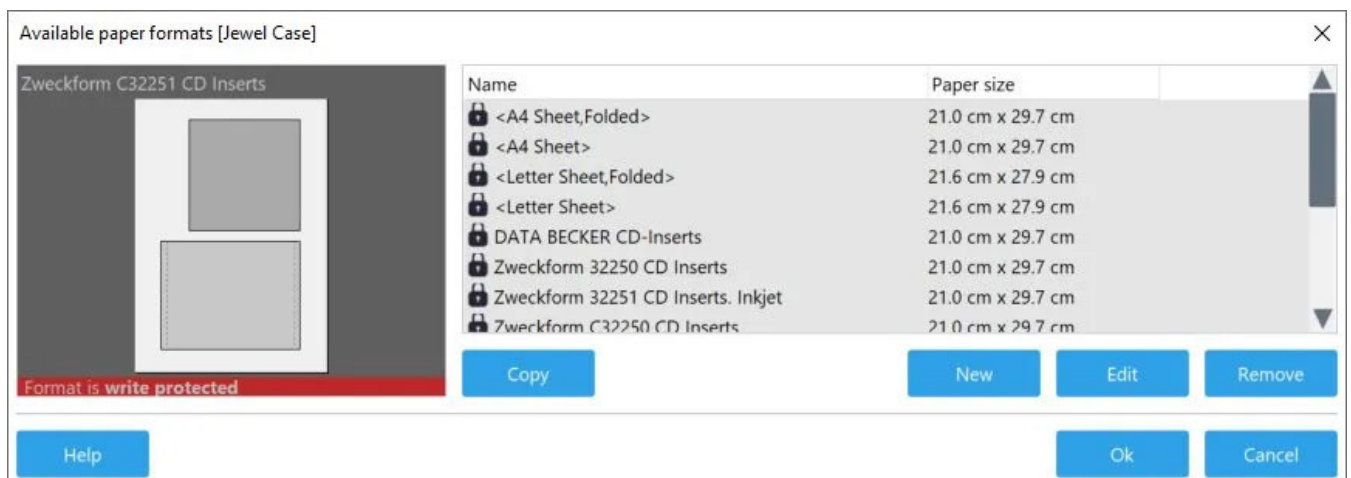 Available paper formats [Jewel Case]
Zweckform C32251 CD Inserts
Format is write protected
Name Paper size
<A4 Sheet,Folded> 21.0 cm x 29.7 cm
<A4 Sheet> 21.0 cm x 29.7 cm
<Letter Sheet,Folded> 21.6 cm x 27.9 cm
<Letter Sheet> 21.6 cm x 27.9 cm
DATA BECKER CD-Inserts 21.0 cm x 29.7 cm
Zweckform 32250 CD Inserts 21.0 cm x 29.7 cm
Zweckform 32251 CD Inserts. Inkjet 21.0 cm x 29.7 cm
Zweckform C32250 CD Inserts 21.0 cm x 29.7 cm
Copy New Edit Remove
Help Ok Cancel